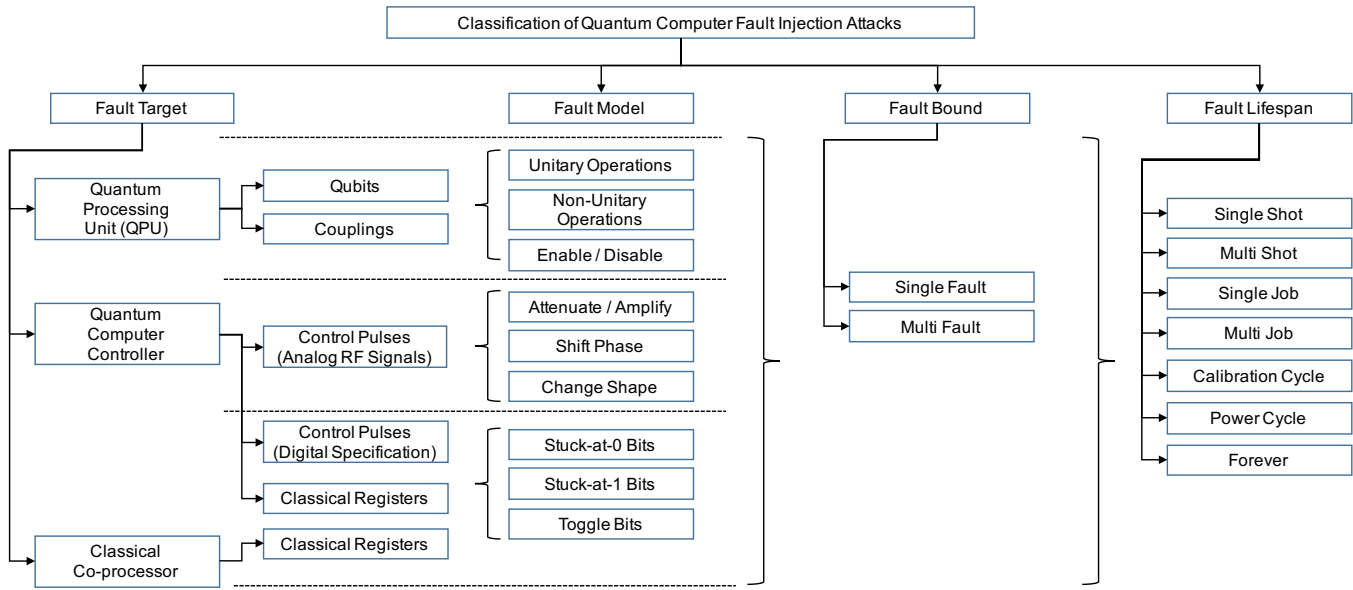 Classification of Quantum Computer Fault Injection Attacks
Fault Target
Fault Model
Fault Bound
Fault Lifespan
Quantum
Processing
Unit (QPU)
Qubits
Couplings
Unitary Operations
Non-Unitary
Operations
Enable / Disable
Quantum
Computer
Controller
Control Pulses
(Analog RF Signals)
Attenuate / Amplify
Shift Phase
Change Shape
Control Pulses
(Digital Specification)
Classical Registers
Stuck-at-0 Bits
Stuck-at-1 Bits
Toggle Bits
Classical
Co-processor
Classical Registers
Single Fault
Multi Fault
Single Shot
Multi Shot
Single Job
Multi Job
Calibration Cycle
Power Cycle
Forever